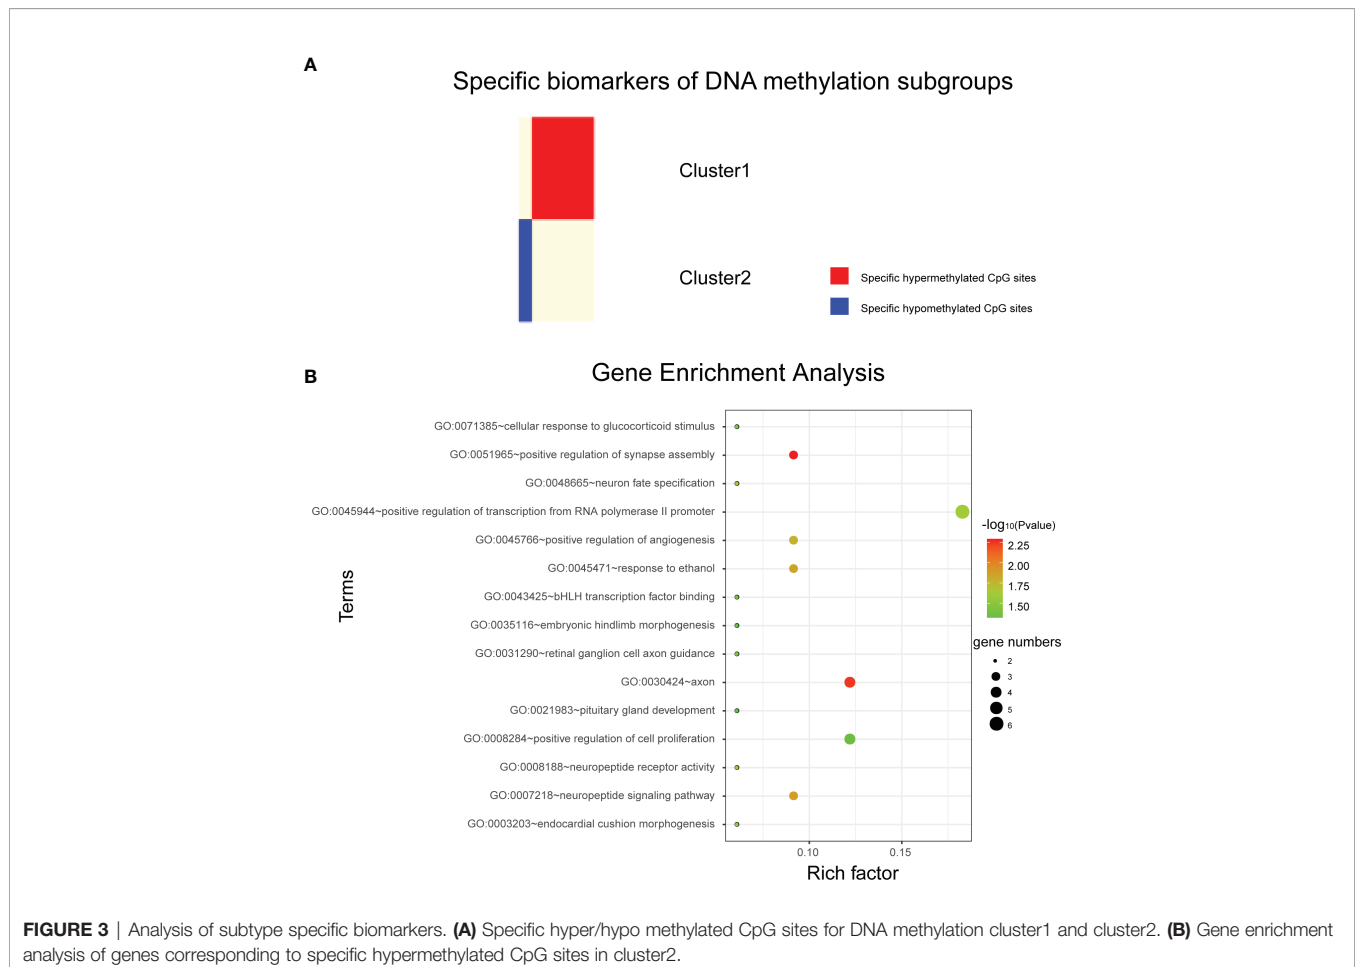 A
Specific biomarkers of DNA methylation subgroups
Cluster1
Cluster2
Specific hypermethylated CpG sites
Specific hypomethylated CpG sites
B
Gene Enrichment Analysis
Terms
GO:0071385~cellular response to glucocorticoid stimulus
GO:0051965~positive regulation of synapse assembly
GO:0048665~neuron fate specification
GO:0045944~positive regulation of transcription from RNA polymerase II promoter
GO:0045766~positive regulation of angiogenesis
GO:0045471~response to ethanol
GO:0043425~bHLH transcription factor binding
GO:0035116~embryonic hindlimb morphogenesis
GO:0031290~retinal ganglion cell axon guidance
GO:0030424~axon
GO:0021983~pituitary gland development
GO:0008284~positive regulation of cell proliferation
GO:0008188~neuropeptide receptor activity
GO:0007218~neuropeptide signaling pathway
GO:0003203~endocardial cushion morphogenesis
0.10 0.15
Rich factor
-log10(Pvalue)
2.25
2.00
1.75
1.50
gene numbers
2
3
4
5
6
FIGURE 3 | Analysis of subtype specific biomarkers. (A) Specific hyper/hypo methylated CpG sites for DNA methylation cluster1 and cluster2. (B) Gene enrichment
analysis of genes corresponding to specific hypermethylated CpG sites in cluster2.